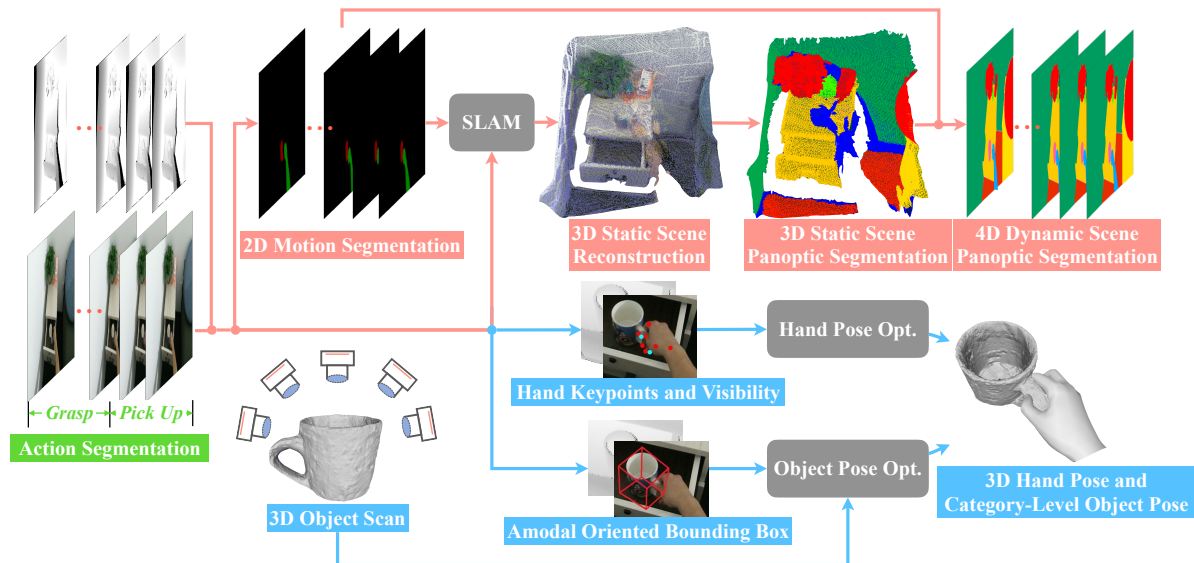 SLAM
2D Motion Segmentation
3D Static Scene
Reconstruction
3D Static Scene
Panoptic Segmentation
4D Dynamic Scene
Panoptic Segmentation
Grasp
Pick Up
Action Segmentation
3D Object Scan
Hand Keypoints and Visibility
Hand Pose Opt.
Amodal Oriented Bounding Box
Object Pose Opt.
3D Hand Pose and
Category-Level Object Pose